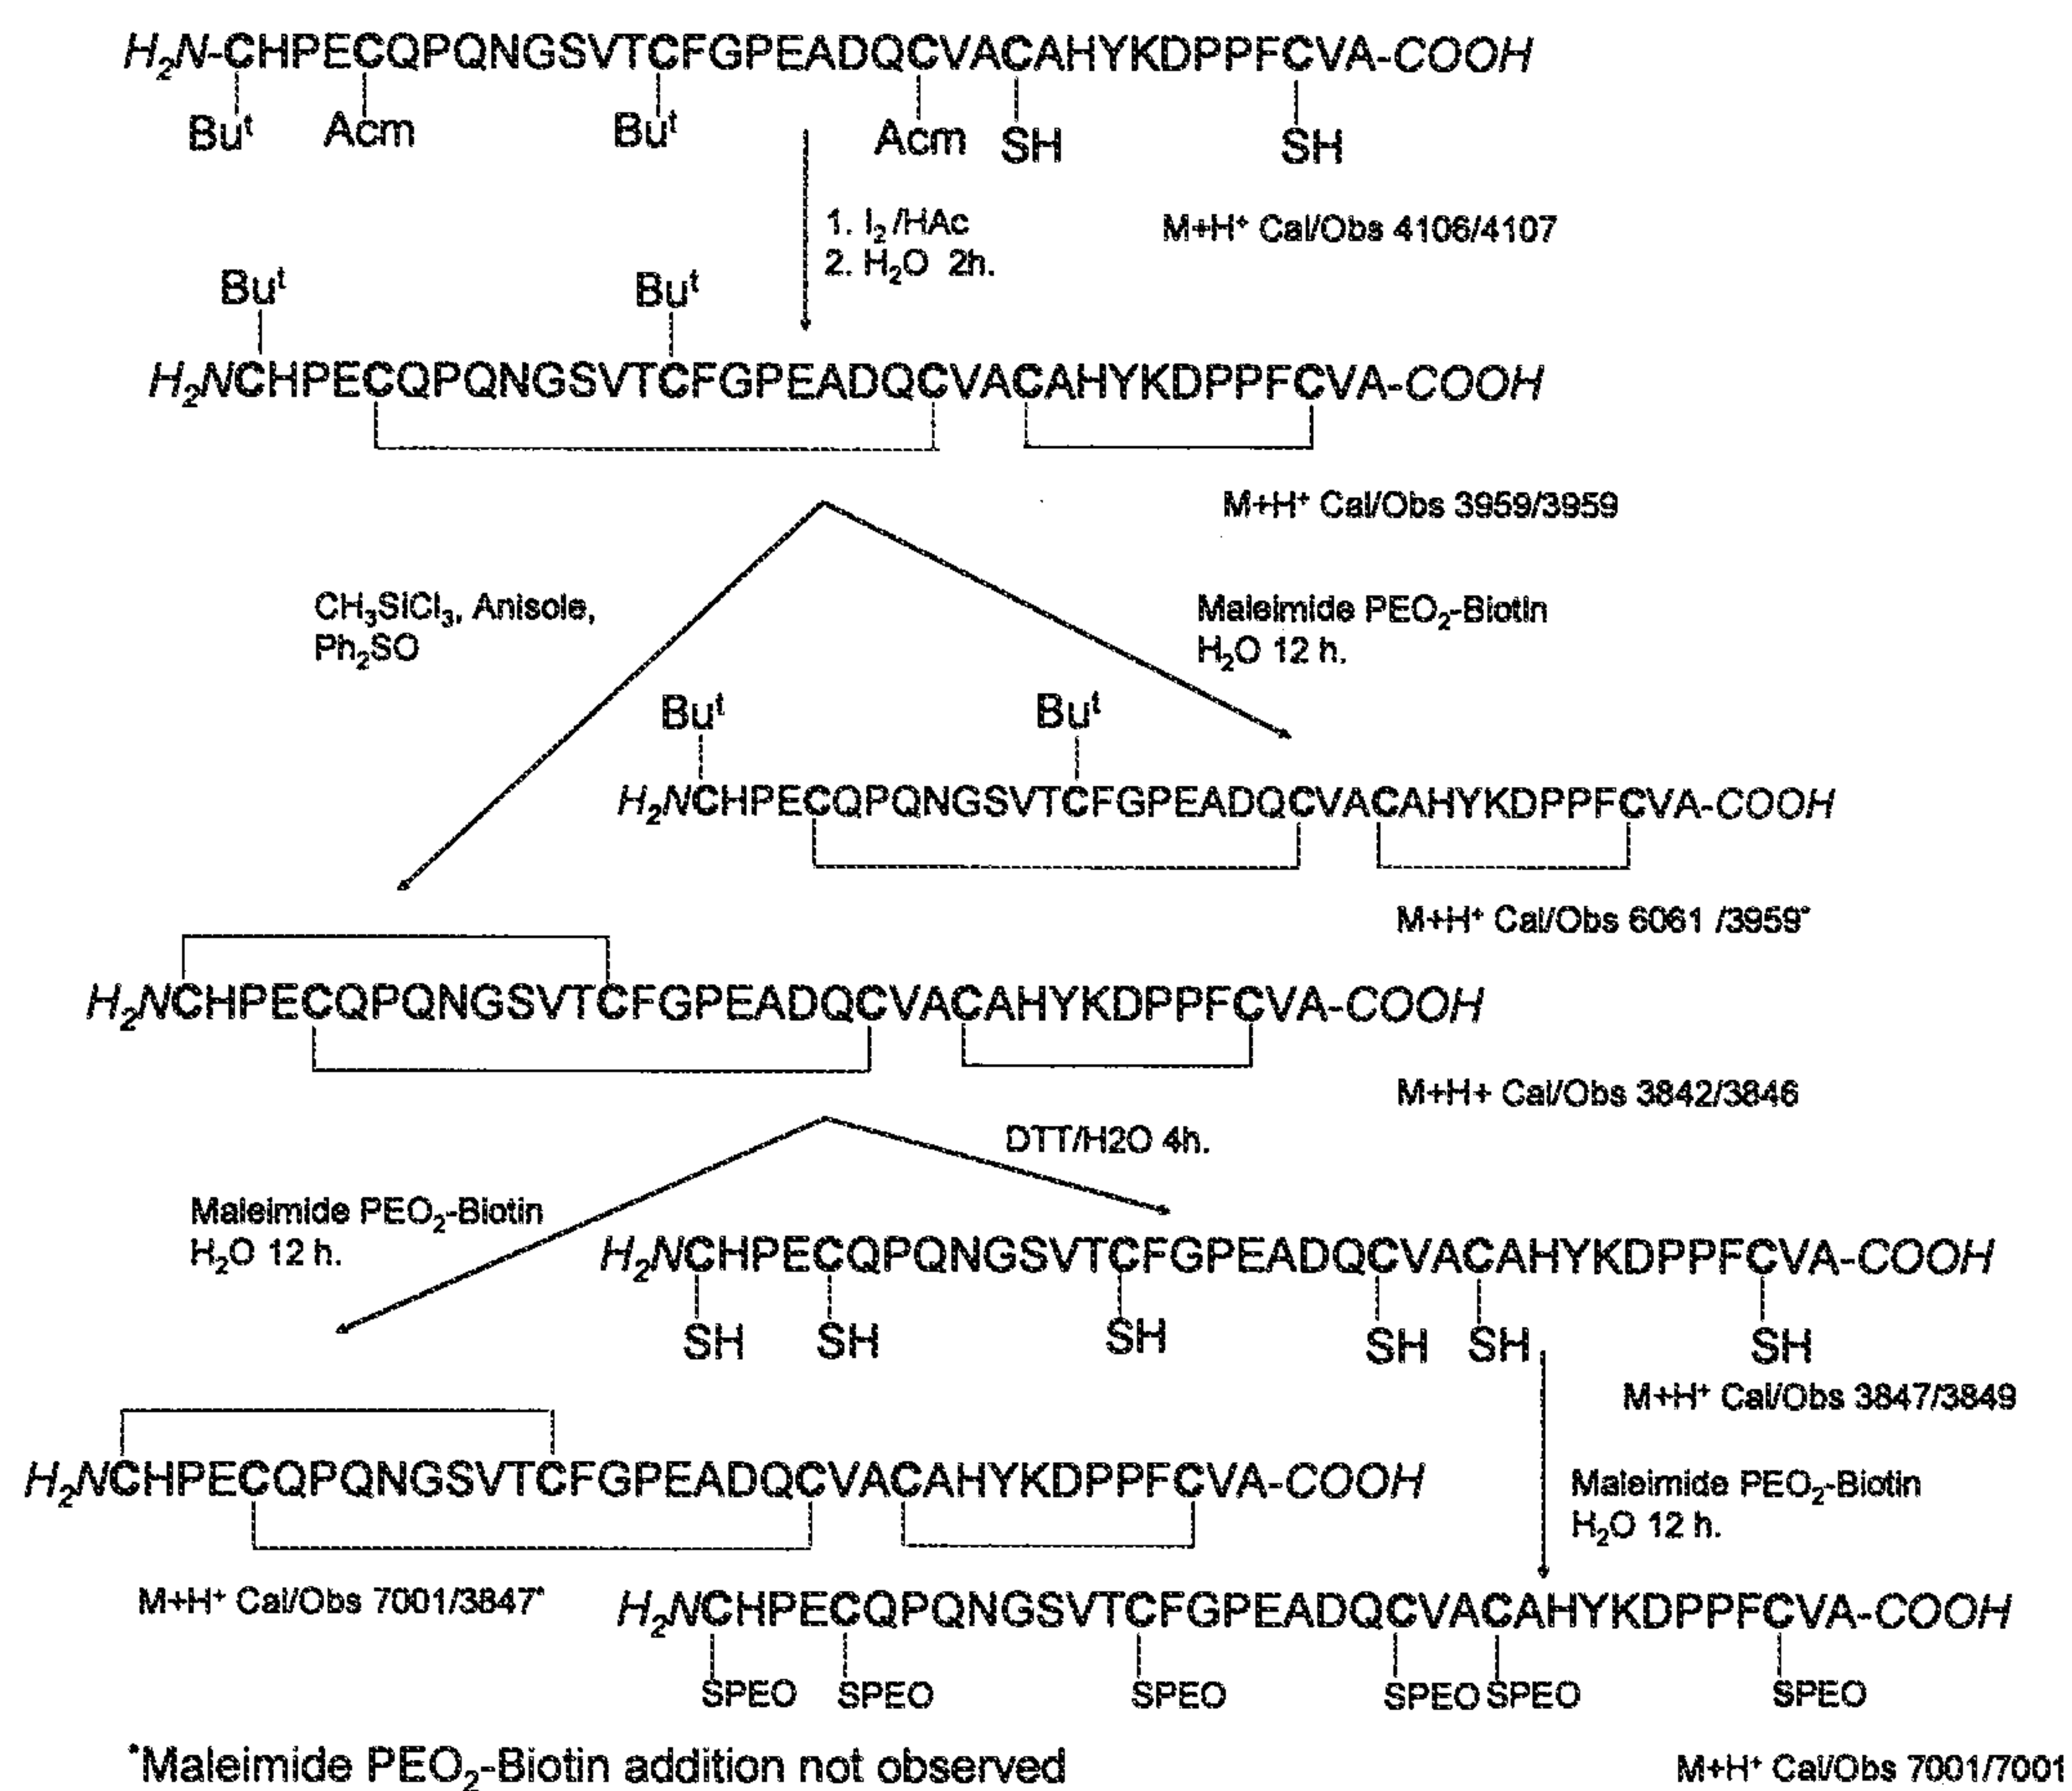 H₂N-CHPECQPQNGSVTCFGPEADQCVACAHYKDPPFCVA-COOH
Buᵗ Acm Buᵗ Acm SH SH
1. I₂/HAc
2. H₂O 2h.
M+H⁺ Cal/Obs 4106/4107
Buᵗ Buᵗ
H₂NCHPECQPQNGSVTCFGPEADQCVACAHYKDPPFCVA-COOH
M+H⁺ Cal/Obs 3959/3959
CH₃SiCl₃, Anisole,
Ph₂SO
Maleimide PEO₂-Biotin
H₂O 12 h.
Buᵗ Buᵗ
H₂NCHPECQPQNGSVTCFGPEADQCVACAHYKDPPFCVA-COOH
M+H⁺ Cal/Obs 6061 /3959*
H₂NCHPECQPQNGSVTCFGPEADQCVACAHYKDPPFCVA-COOH
M+H+ Cal/Obs 3842/3846
DTT/H2O 4h.
Maleimide PEO₂-Biotin
H₂O 12 h.
H₂NCHPECQPQNGSVTCFGPEADQCVACAHYKDPPFCVA-COOH
SH SH SH SH SH SH
M+H⁺ Cal/Obs 3847/3849
H₂NCHPECQPQNGSVTCFGPEADQCVACAHYKDPPFCVA-COOH
Maleimide PEO₂-Biotin
H₂O 12 h.
M+H⁺ Cal/Obs 7001/3847*
H₂NCHPECQPQNGSVTCFGPEADQCVACAHYKDPPFCVA-COOH
SPEO SPEO SPEO SPEO SPEO SPEO
*Maleimide PEO₂-Biotin addition not observed
M+H⁺ Cal/Obs 7001/7001